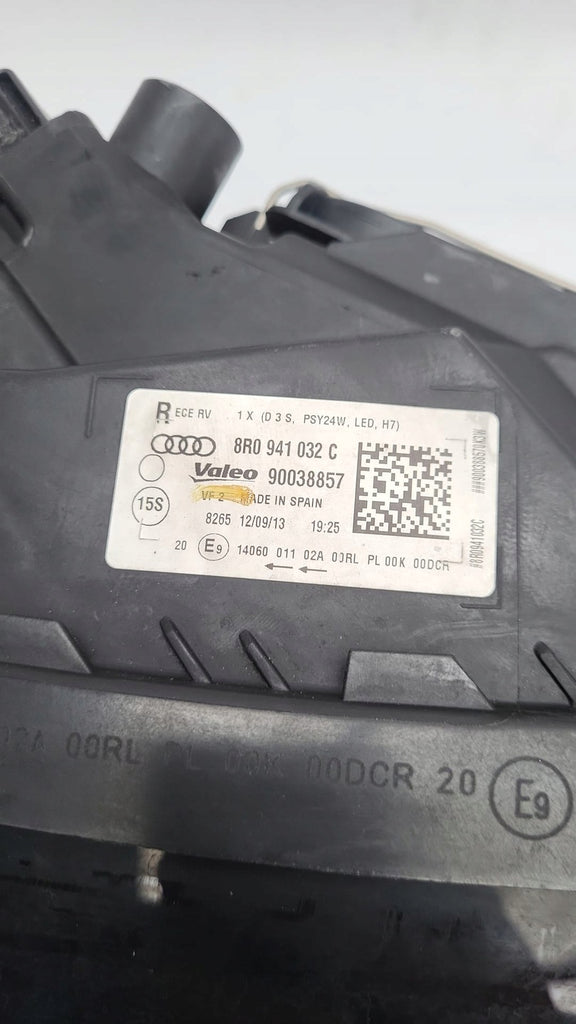 R ECE RV 1 X (D3S, PSY24W, LED, H7)
8R0 941 032 C
Valeo 90038857
VF 2 MADE IN SPAIN
15S
8265 12/09/13 19:25
20 E9 14060 011 02A 00RL PL 00K 00DCR
#8R0941032C
02A 00RL PL 00K 00DCR 20 E9